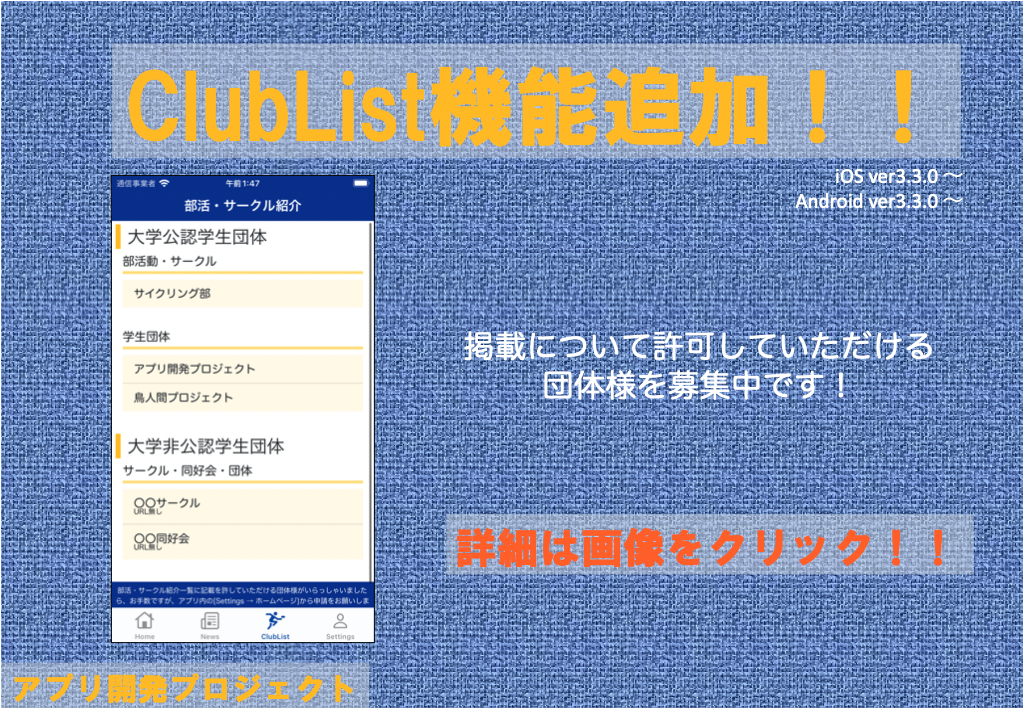 ClubList機能追加！！
iOS ver3.3.0 ～
Android ver3.3.0 ～
通信事業者 午前1:47
部活・サークル紹介
大学公認学生団体
部活動・サークル
サイクリング部
学生団体
アプリ開発プロジェクト
鳥人間プロジェクト
大学非公認学生団体
サークル・同好会・団体
〇〇サークル
URL無し
〇〇同好会
URL無し
部活・サークル紹介一覧に記載を許していただける団体様がいらっしゃいました
ら、お手数ですが、アプリ内の[Settings → ホームページ]から申請をお願いしま
Home News ClubList Settings
掲載について許可していただける
団体様を募集中です！
詳細は画像をクリック！！
アプリ開発プロジェクト